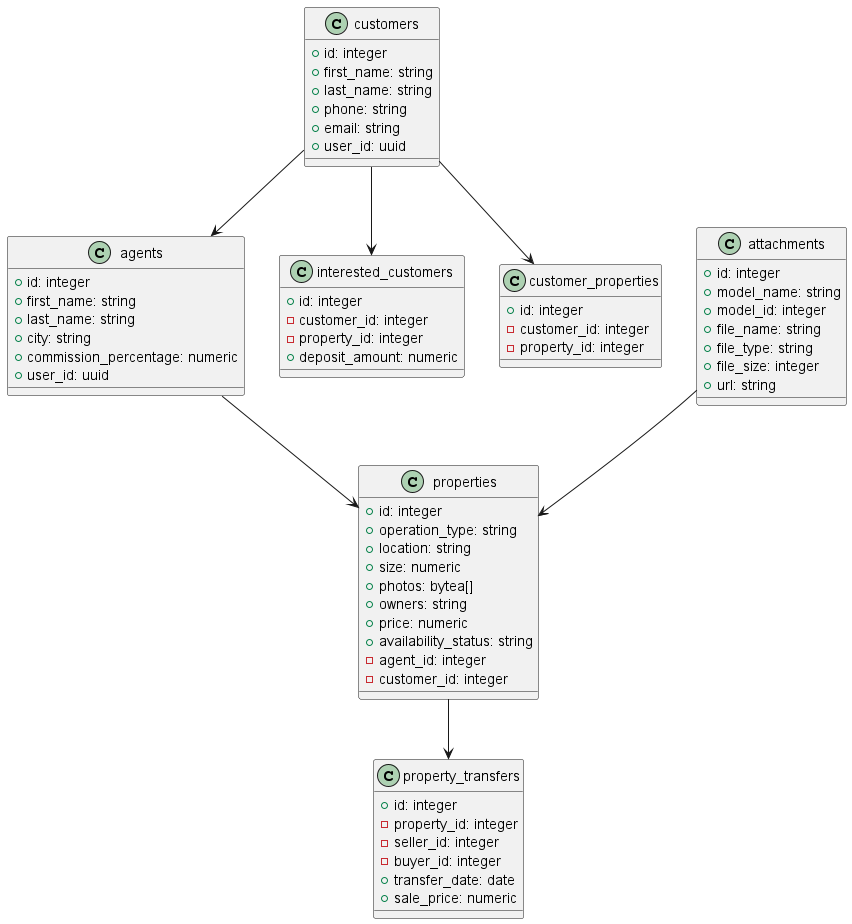 C customers
id: integer
first_name: string
last_name: string
phone: string
email: string
user_id: uuid
C agents
id: integer
first_name: string
last_name: string
city: string
commission_percentage: numeric
user_id: uuid
C interested_customers
id: integer
customer_id: integer
property_id: integer
deposit_amount: numeric
C customer_properties
id: integer
customer_id: integer
property_id: integer
C attachments
id: integer
model_name: string
model_id: integer
file_name: string
file_type: string
file_size: integer
url: string
C properties
id: integer
operation_type: string
location: string
size: numeric
photos: bytea[]
owners: string
price: numeric
availability_status: string
agent_id: integer
customer_id: integer
C property_transfers
id: integer
property_id: integer
seller_id: integer
buyer_id: integer
transfer_date: date
sale_price: numeric